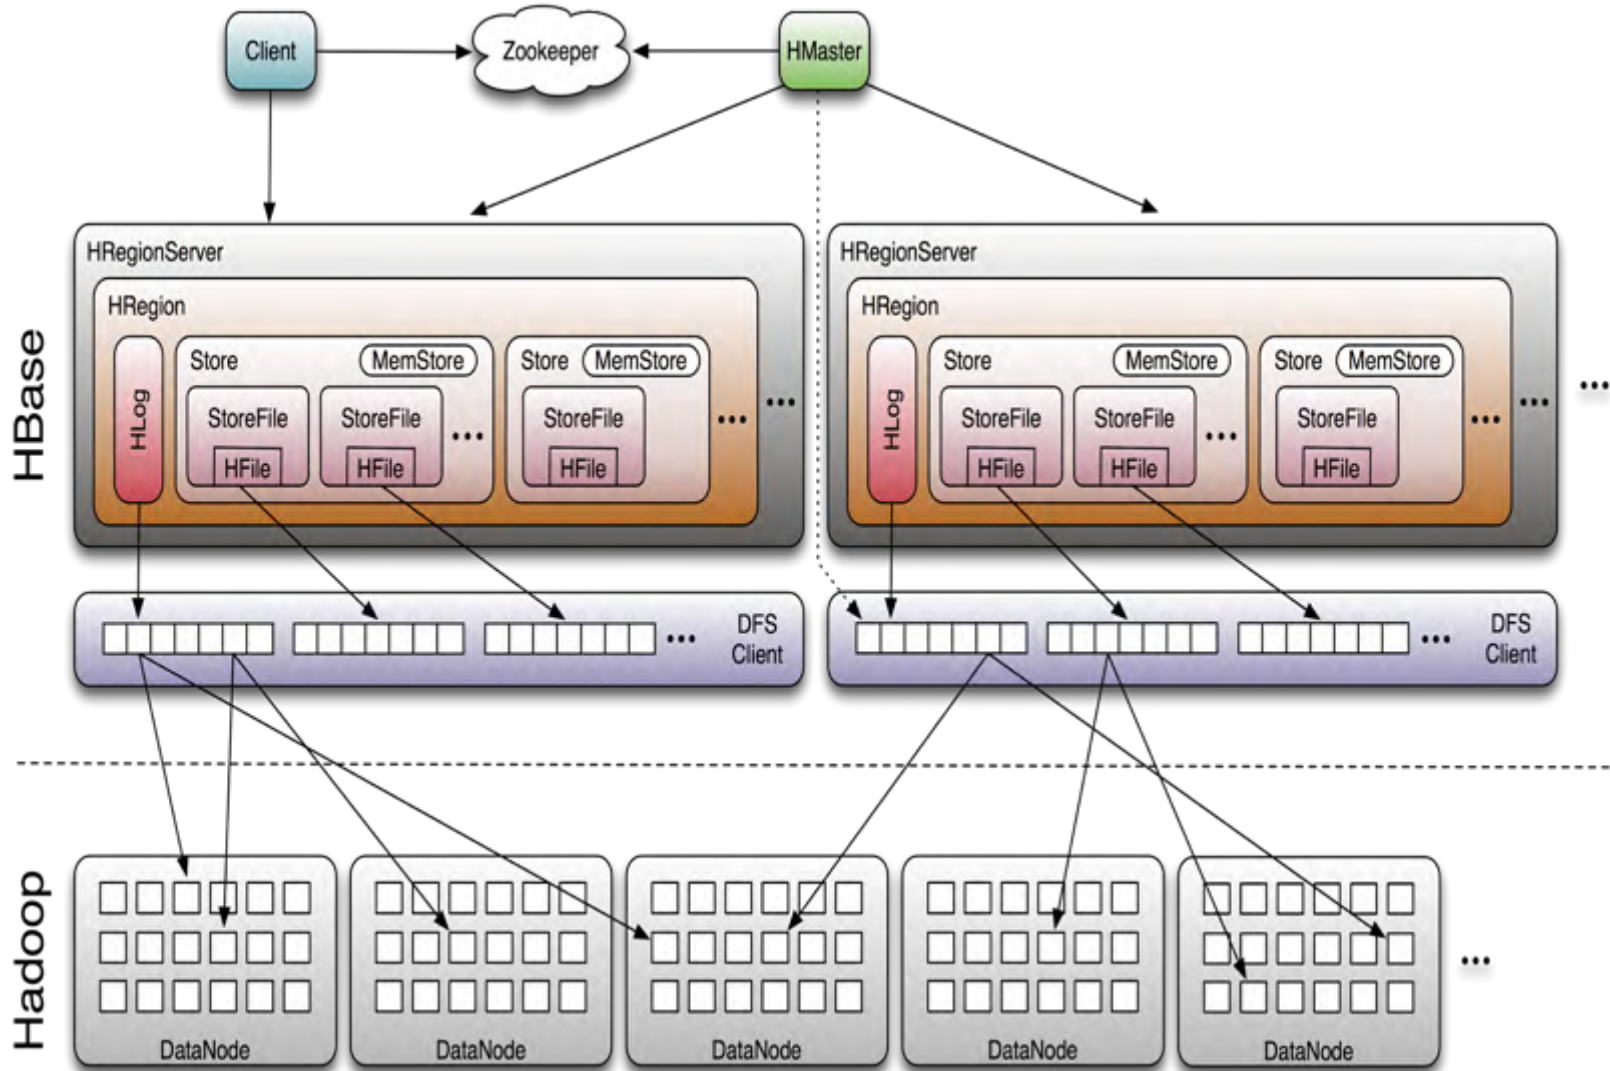 Client
Zookeeper
HMaster
HBase
HRegionServer
HRegion
HLog
Store
MemStore
StoreFile
HFile
StoreFile
HFile
...
Store
MemStore
StoreFile
HFile
...
...
HRegionServer
HRegion
HLog
Store
MemStore
StoreFile
HFile
StoreFile
HFile
...
Store
MemStore
StoreFile
HFile
...
...
...
...
DFS
Client
...
DFS
Client
Hadoop
DataNode
DataNode
DataNode
DataNode
DataNode
...